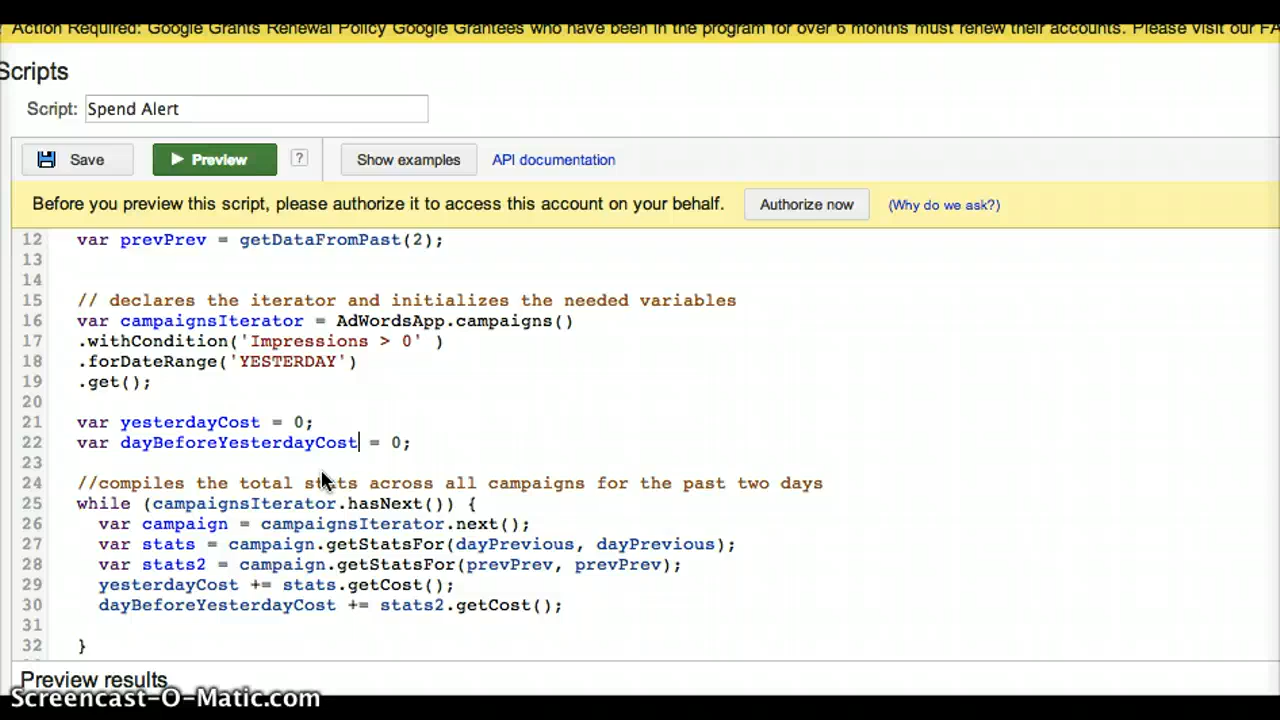 Action Required: Google Grants Renewal Policy Google Grantees who have been in the program for over 6 months must renew their accounts. Please visit our FA
Scripts
Script: Spend Alert
Save Preview ? Show examples API documentation
Before you preview this script, please authorize it to access this account on your behalf. Authorize now (Why do we ask?)
12 var prevPrev = getDataFromPast(2);
13
14
15 // declares the iterator and initializes the needed variables
16 var campaignsIterator = AdWordsApp.campaigns()
17 .withCondition('Impressions > 0' )
18 .forDateRange('YESTERDAY')
19 .get();
20
21 var yesterdayCost = 0;
22 var dayBeforeYesterdayCost = 0;
23
24 //compiles the total stats across all campaigns for the past two days
25 while (campaignsIterator.hasNext()) {
26 var campaign = campaignsIterator.next();
27 var stats = campaign.getStatsFor(dayPrevious, dayPrevious);
28 var stats2 = campaign.getStatsFor(prevPrev, prevPrev);
29 yesterdayCost += stats.getCost();
30 dayBeforeYesterdayCost += stats2.getCost();
31
32 }
Preview results
Screencast-O-Matic.com